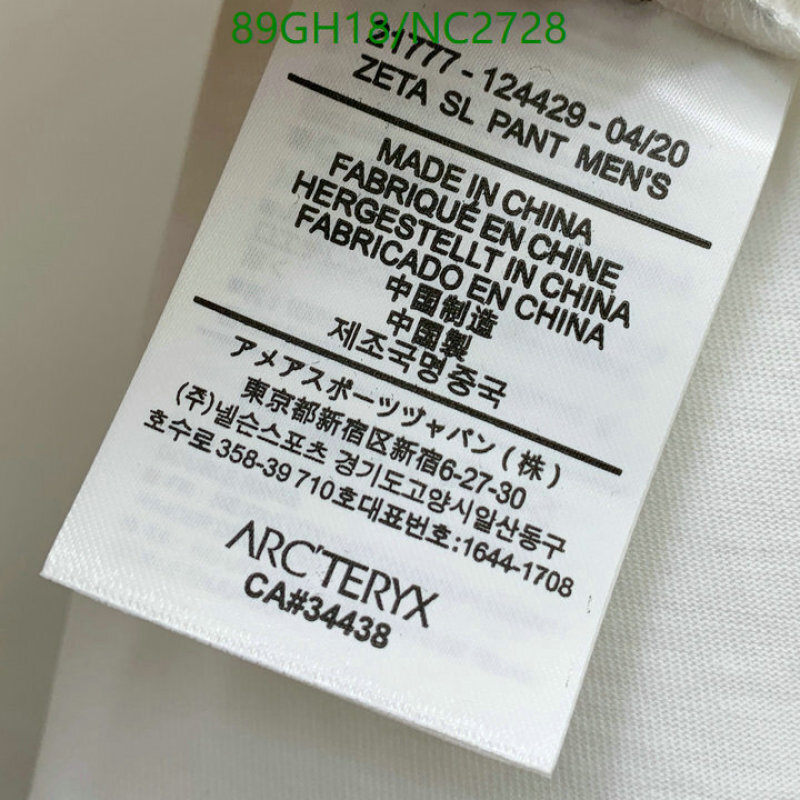 89GH18/NC2728
21777-124429-04/20
ZETA SL PANT MEN'S
MADE IN CHINA
FABRIQUÉ EN CHINE
HERGESTELLT IN CHINA
FABRICADO EN CHINA
中国制造
中国製
제조국명중국
アメアスポーツヅャパン(株)
東京都新宿区新宿6-27-30
(주)넬슨스포츠 경기도고양시일산동구
호수로 358-39 710호대표번호:1644-1708
ARC'TERYX
CA#34438